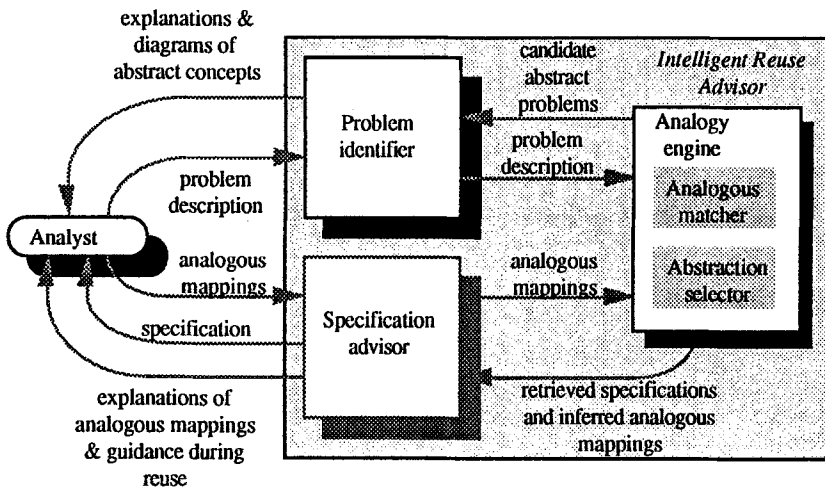 explanations &
diagrams of
abstract concepts
candidate
abstract
problems
Intelligent Reuse
Advisor
Problem
identifier
problem
description
problem
description
Analogy
engine
Analogous
matcher
Abstraction
selector
Analyst
analogous
mappings
specification
Specification
advisor
analogous
mappings
explanations of
analogous mappings
& guidance during
reuse
retrieved specifications
and inferred analogous
mappings